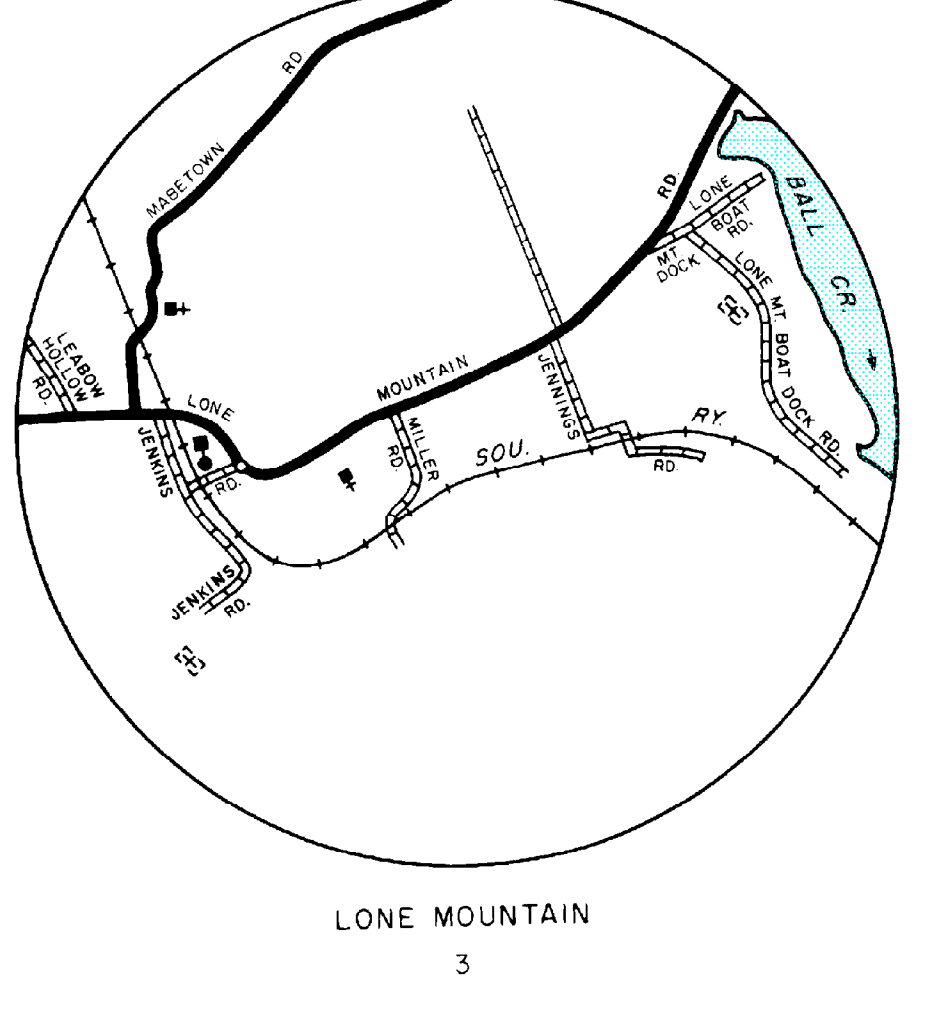 MABETOWN RD.
LONE MOUNTAIN RD.
LONE
BOAT
RD.
MT
DOCK
BALL CR.
LONE MT. BOAT DOCK RD.
LEABOW
HOLLOW
RD.
JENKINS
RD.
JENNINGS
RD.
MILLER
RD.
SOU. RY.
JENKINS
RD.
LONE MOUNTAIN
3